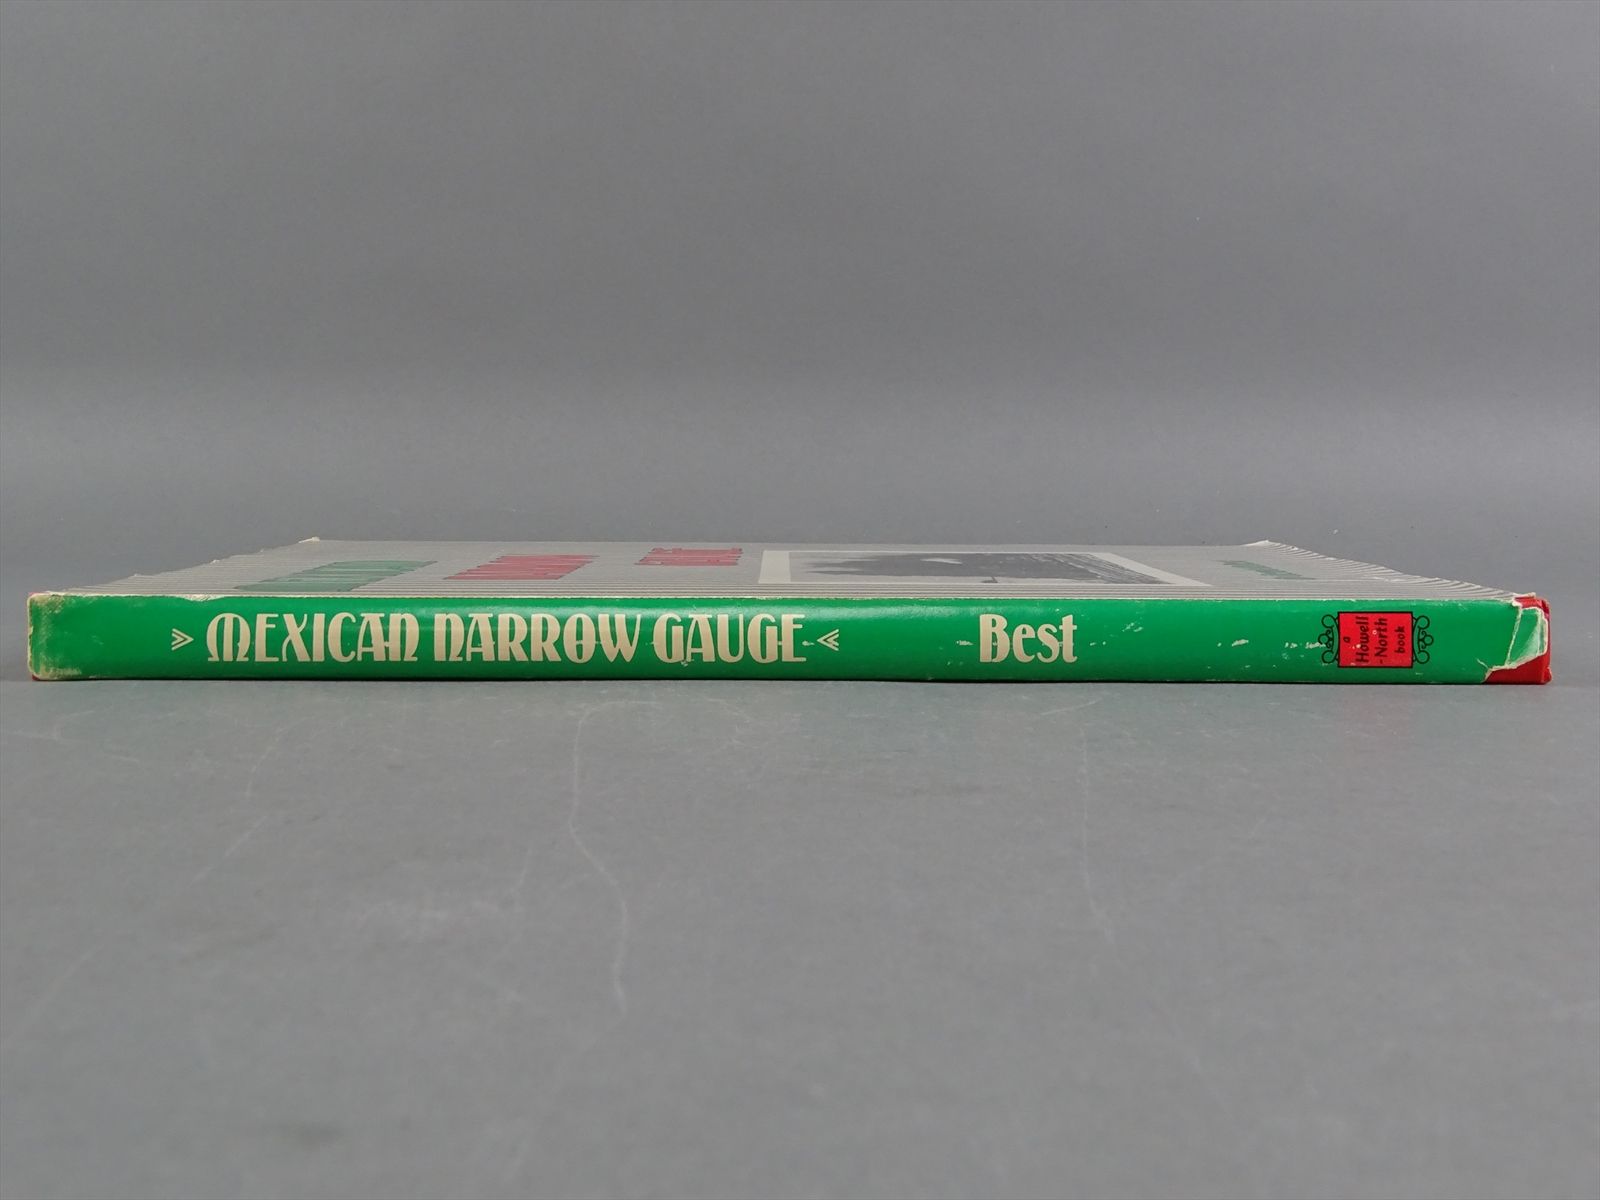 » MEXICAN NARROW GAUGE « Best
a
Howell
-North
book